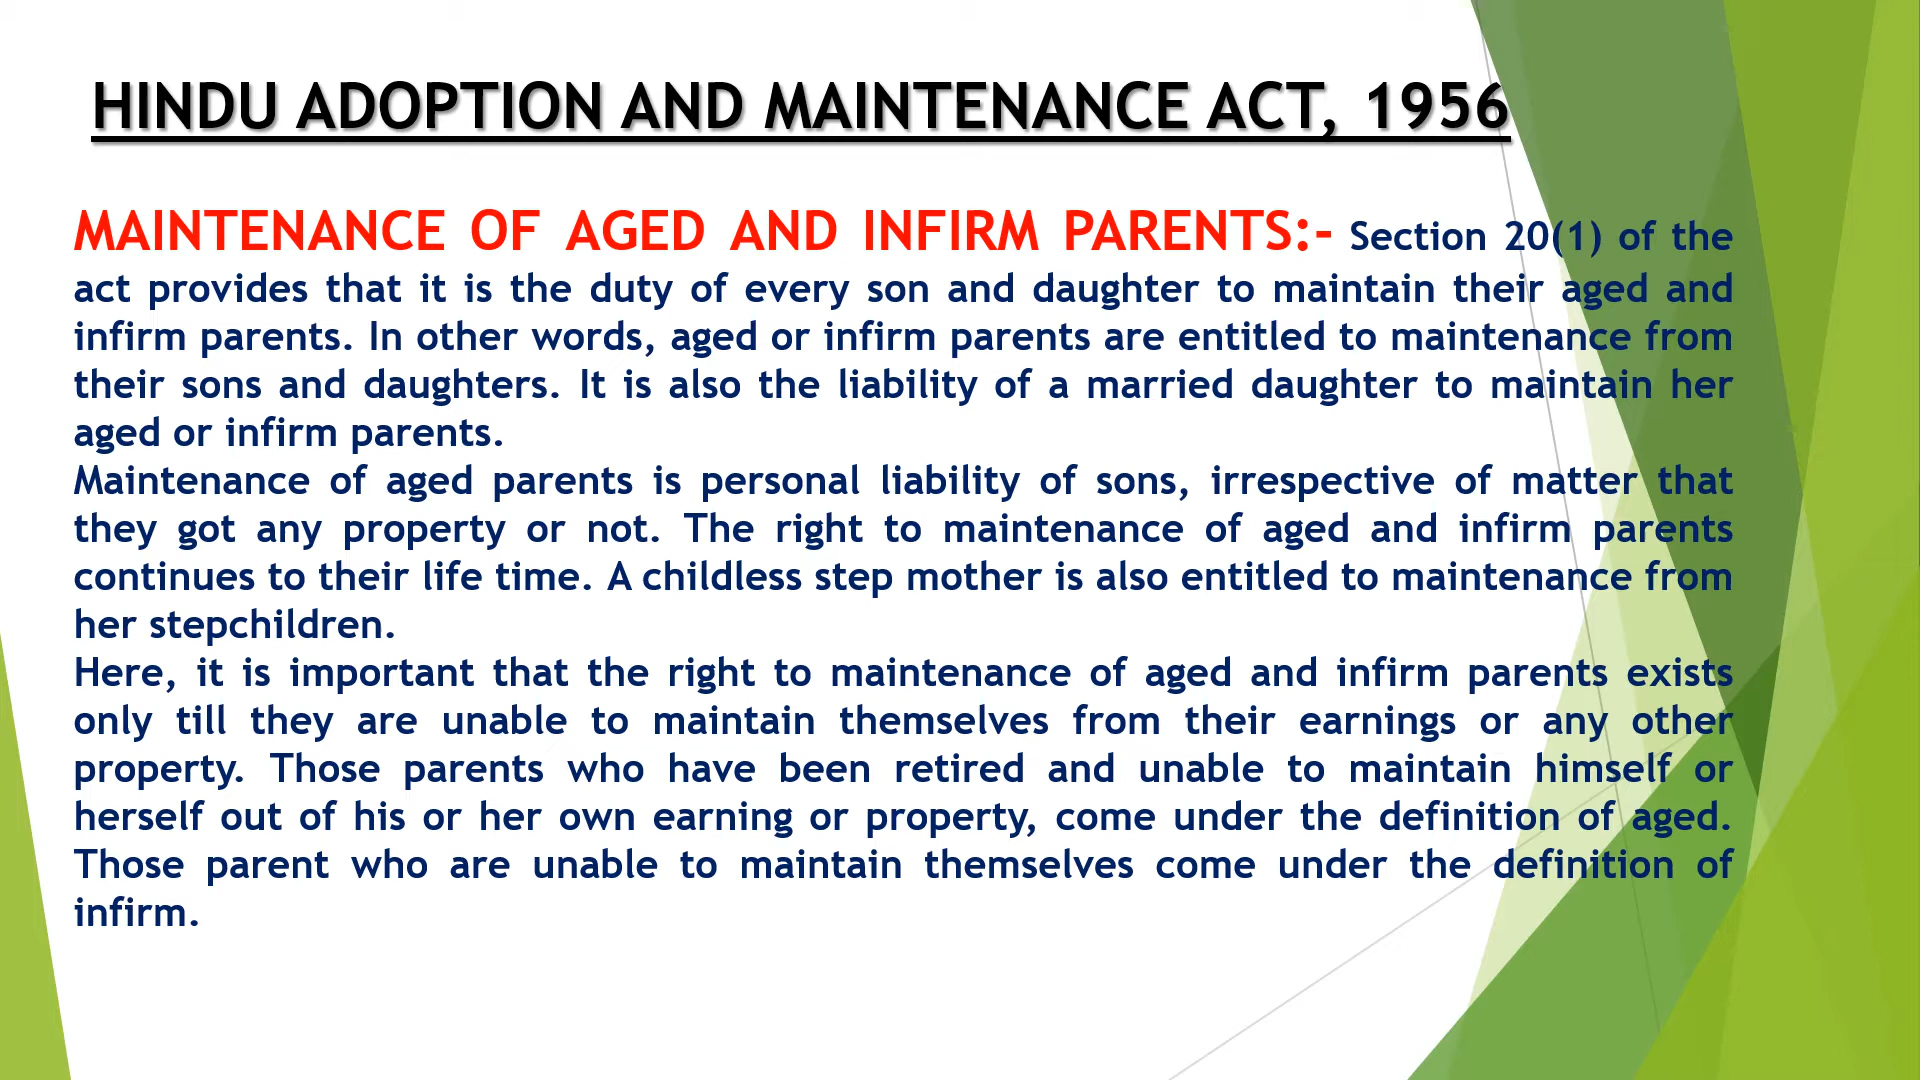 HINDU ADOPTION AND MAINTENANCE ACT, 1956
MAINTENANCE OF AGED AND INFIRM PARENTS:- Section 20(1) of the
act provides that it is the duty of every son and daughter to maintain their aged and
infirm parents. In other words, aged or infirm parents are entitled to maintenance from
their sons and daughters. It is also the liability of a married daughter to maintain her
aged or infirm parents.
Maintenance of aged parents is personal liability of sons, irrespective of matter that
they got any property or not. The right to maintenance of aged and infirm parents
continues to their life time. A childless step mother is also entitled to maintenance from
her stepchildren.
Here, it is important that the right to maintenance of aged and infirm parents exists
only till they are unable to maintain themselves from their earnings or any other
property. Those parents who have been retired and unable to maintain himself or
herself out of his or her own earning or property, come under the definition of aged.
Those parent who are unable to maintain themselves come under the definition of
infirm.